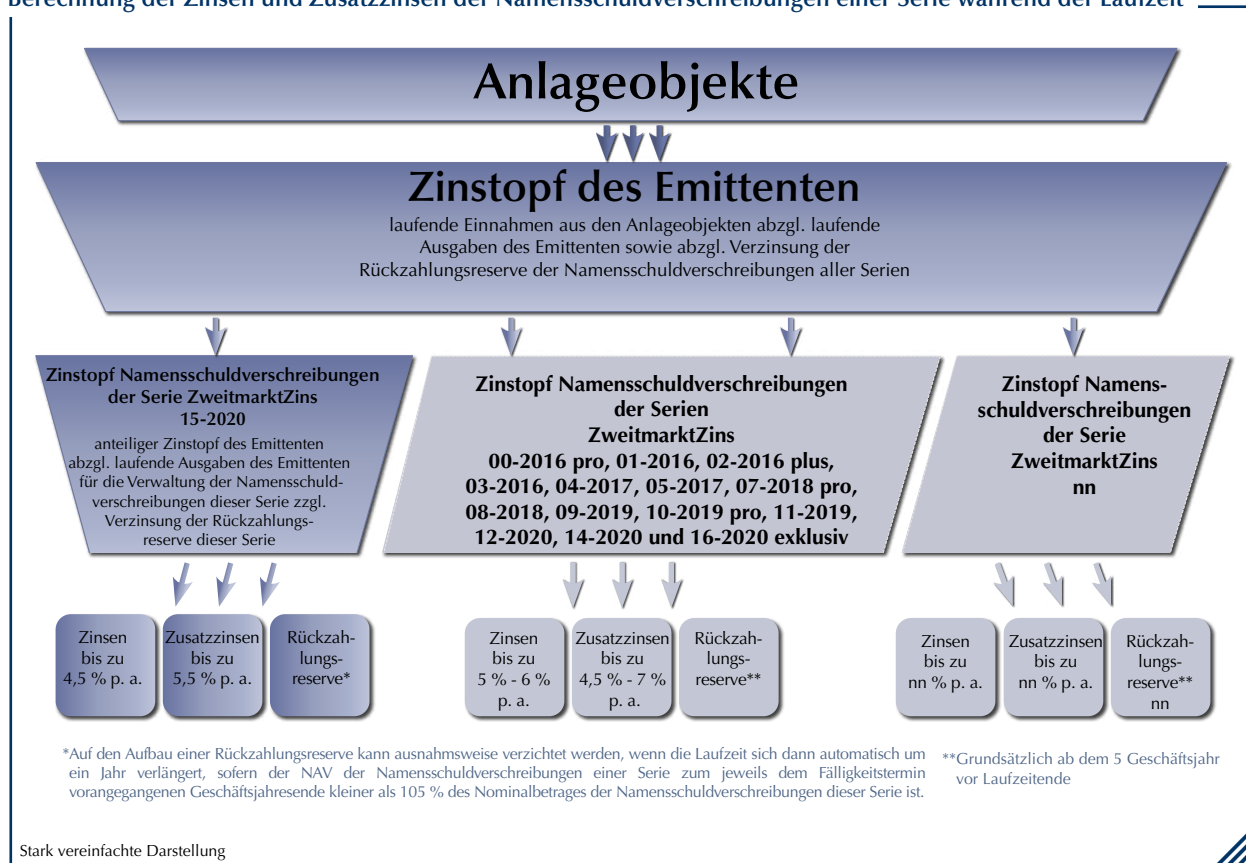 Berechnung der Zinsen und Zusatzzinsen der Namensschuldverschreibungen einer Serie während der Laufzeit
Anlageobjekte
Zinstopf des Emittenten
laufende Einnahmen aus den Anlageobjekten abzgl. laufende
Ausgaben des Emittenten sowie abzgl. Verzinsung der
Rückzahlungsreserve der Namensschuldverschreibungen aller Serien
Zinstopf Namensschuldverschreibungen
der Serie ZweitmarktZins
15-2020
anteiliger Zinstopf des Emittenten
abzgl. laufende Ausgaben des Emittenten
für die Verwaltung der Namensschuld-
verschreibungen dieser Serie zzgl.
Verzinsung der Rückzahlungs-
reserve dieser Serie
Zinstopf Namensschuldverschreibungen
der Serien
ZweitmarktZins
00-2016 pro, 01-2016, 02-2016 plus,
03-2016, 04-2017, 05-2017, 07-2018 pro,
08-2018, 09-2019, 10-2019 pro, 11-2019,
12-2020, 14-2020 und 16-2020 exklusiv
Zinstopf Namens-
schuldverschreibungen
der Serie
ZweitmarktZins
nn
Zinsen
bis zu
4,5 % p. a.
Zusatzzinsen
bis zu
5,5 % p. a.
Rückzah-
lungs-
reserve*
Zinsen
bis zu
5 % - 6 %
p. a.
Zusatzzinsen
bis zu
4,5 % - 7 %
p. a.
Rückzah-
lungs-
reserve**
Zinsen
bis zu
nn % p. a.
Zusatzzinsen
bis zu
nn % p. a.
Rückzah-
lungs-
reserve**
nn
*Auf den Aufbau einer Rückzahlungsreserve kann ausnahmsweise verzichtet werden, wenn die Laufzeit sich dann automatisch um
ein Jahr verlängert, sofern der NAV der Namensschuldverschreibungen einer Serie zum jeweils dem Fälligkeitstermin
vorangegangenen Geschäftsjahresende kleiner als 105 % des Nominalbetrages der Namensschuldverschreibungen dieser Serie ist.
**Grundsätzlich ab dem 5 Geschäftsjahr
vor Laufzeitende
Stark vereinfachte Darstellung